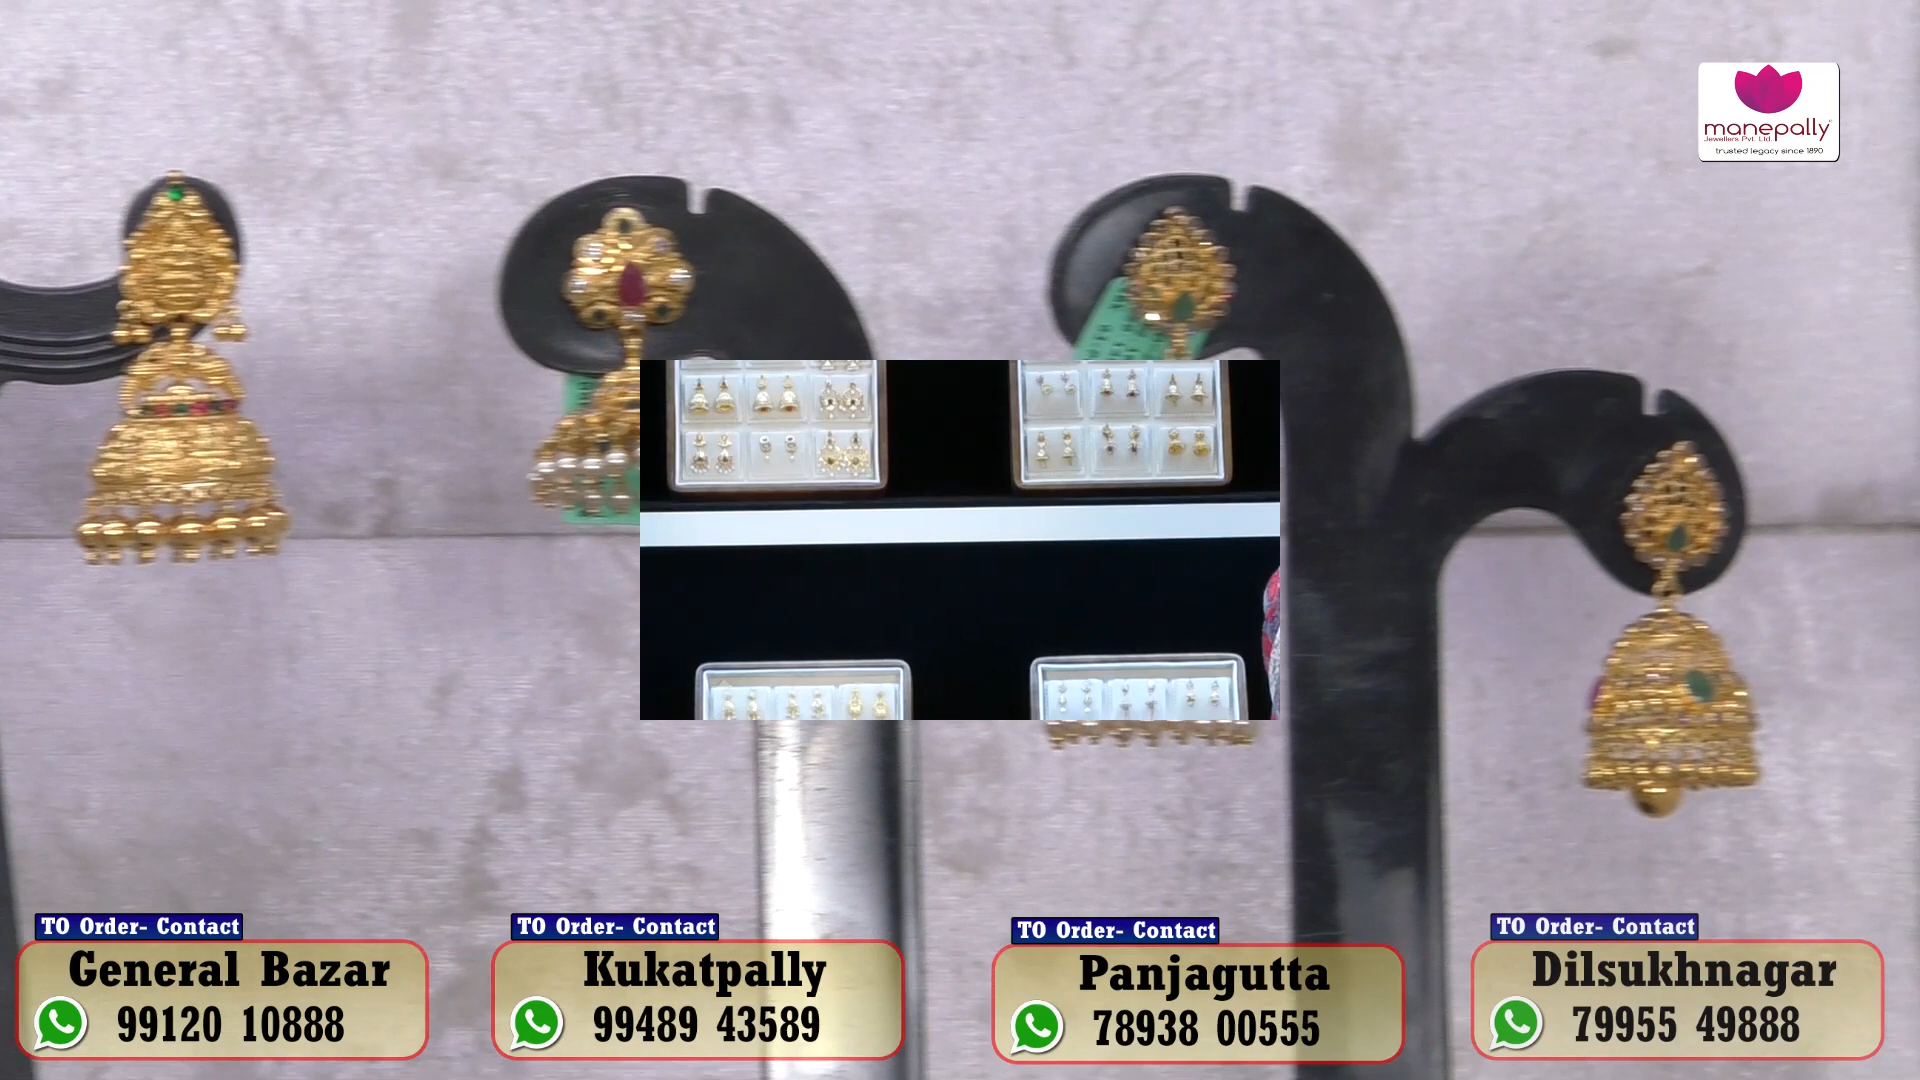 manepally
Jewellers Pvt. Ltd.
trusted legacy since 1890
TO Order- Contact
General Bazar
99120 10888
TO Order- Contact
Kukatpally
99489 43589
TO Order- Contact
Panjagutta
78938 00555
TO Order- Contact
Dilsukhnagar
79955 49888